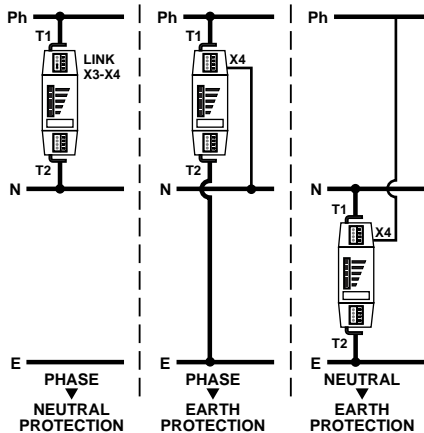 Ph
T1
LINK
X3-X4
T2
N
E
PHASE
▼
NEUTRAL
PROTECTION
Ph
T1
X4
T2
N
E
PHASE
▼
EARTH
PROTECTION
Ph
N
T1
X4
T2
E
NEUTRAL
▼
EARTH
PROTECTION